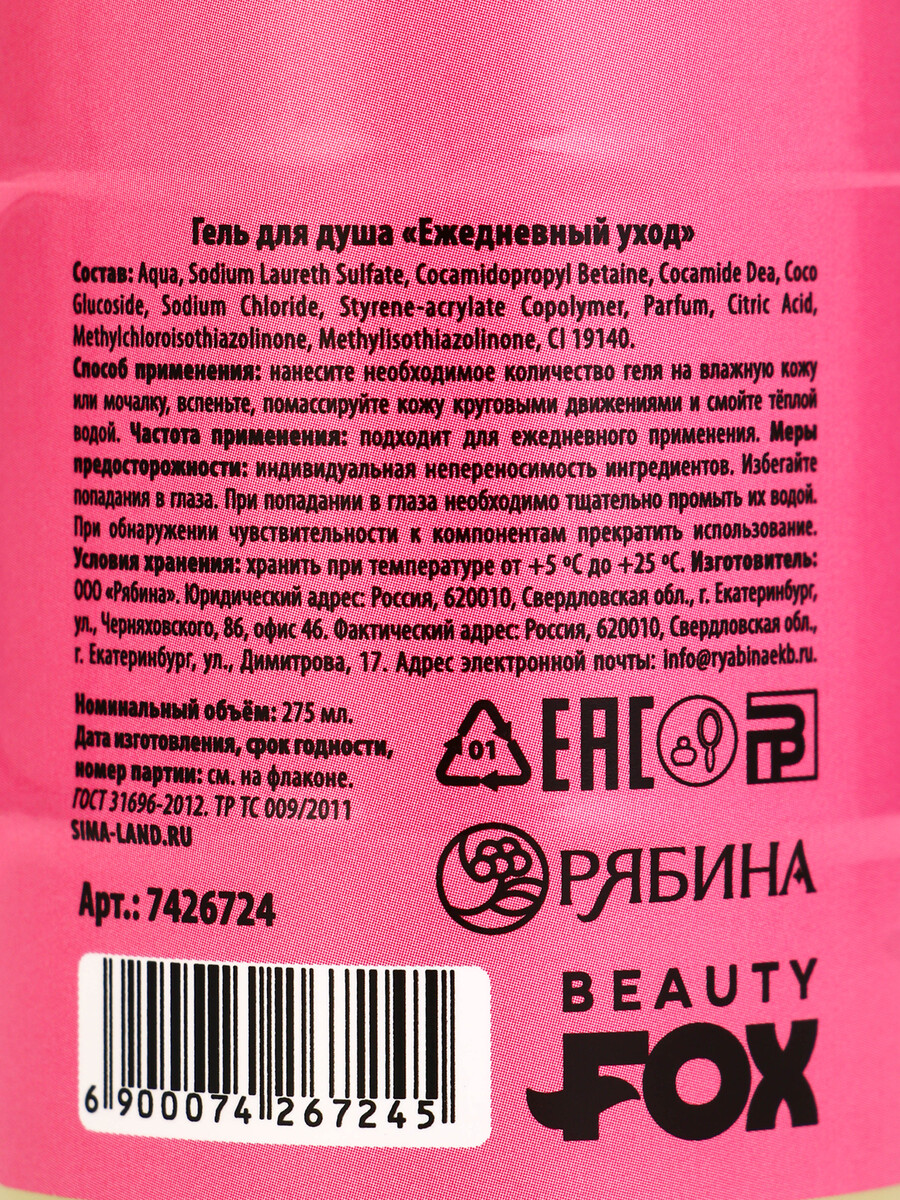 Гель для душа «Ежедневный уход»
Состав: Aqua, Sodium Laureth Sulfate, Cocamidopropyl Betaine, Cocamide Dea, Coco
Glucoside, Sodium Chloride, Styrene-acrylate Copolymer, Parfum, Citric Acid,
Methylchloroisothiazolinone, Methylisothiazolinone, CI 19140.
Способ применения: нанесите необходимое количество геля на влажную кожу
или мочалку, вспеньте, помассируйте кожу круговыми движениями и смойте тёплой
водой. Частота применения: подходит для ежедневного применения. Меры
предосторожности: индивидуальная непереносимость ингредиентов. Избегайте
попадания в глаза. При попадании в глаза необходимо тщательно промыть их водой.
При обнаружении чувствительности к компонентам прекратить использование.
Условия хранения: хранить при температуре от +5 ºC до +25 ºC. Изготовитель:
ООО «Рябина». Юридический адрес: Россия, 620010, Свердловская обл., г. Екатеринбург,
ул., Черняховского, 86, офис 46. Фактический адрес: Россия, 620010, Свердловская обл.,
г. Екатеринбург, ул., Димитрова, 17. Адрес электронной почты: info@ryabinaekb.ru.
Номинальный объём: 275 мл.
Дата изготовления, срок годности,
номер партии: см. на флаконе.
ГОСТ 31696-2012. ТР ТС 009/2011
SIMA-LAND.RU
Арт.: 7426724
01
EAC
РЯБИНА
BEAUTY
FOX
6 900074 267245